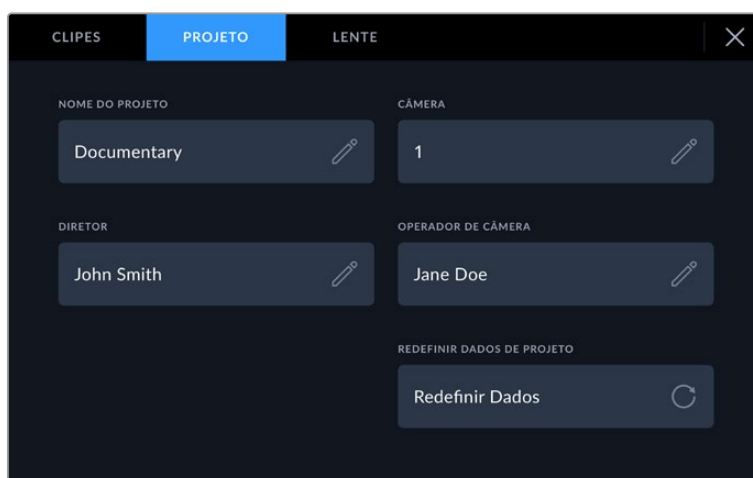 CLIPES PROJETO LENTE
NOME DO PROJETO CÂMERA
Documentary 1
DIRETOR OPERADOR DE CÂMERA
John Smith Jane Doe
REDEFINIR DADOS DE PROJETO
Redefinir Dados